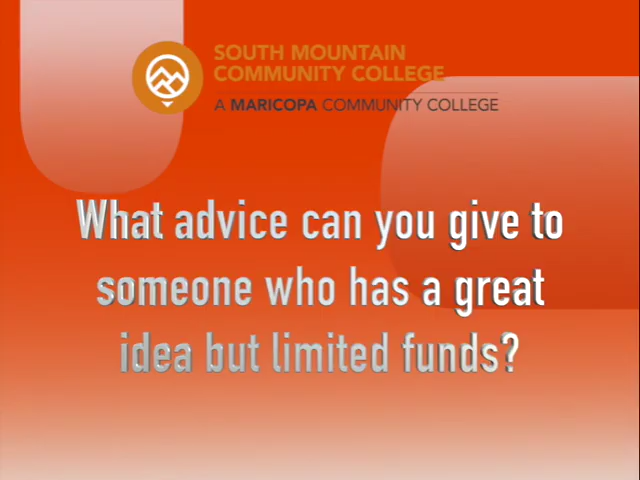 SOUTH MOUNTAIN
COMMUNITY COLLEGE
A MARICOPA COMMUNITY COLLEGE
What advice can you give to
someone who has a great
idea but limited funds?